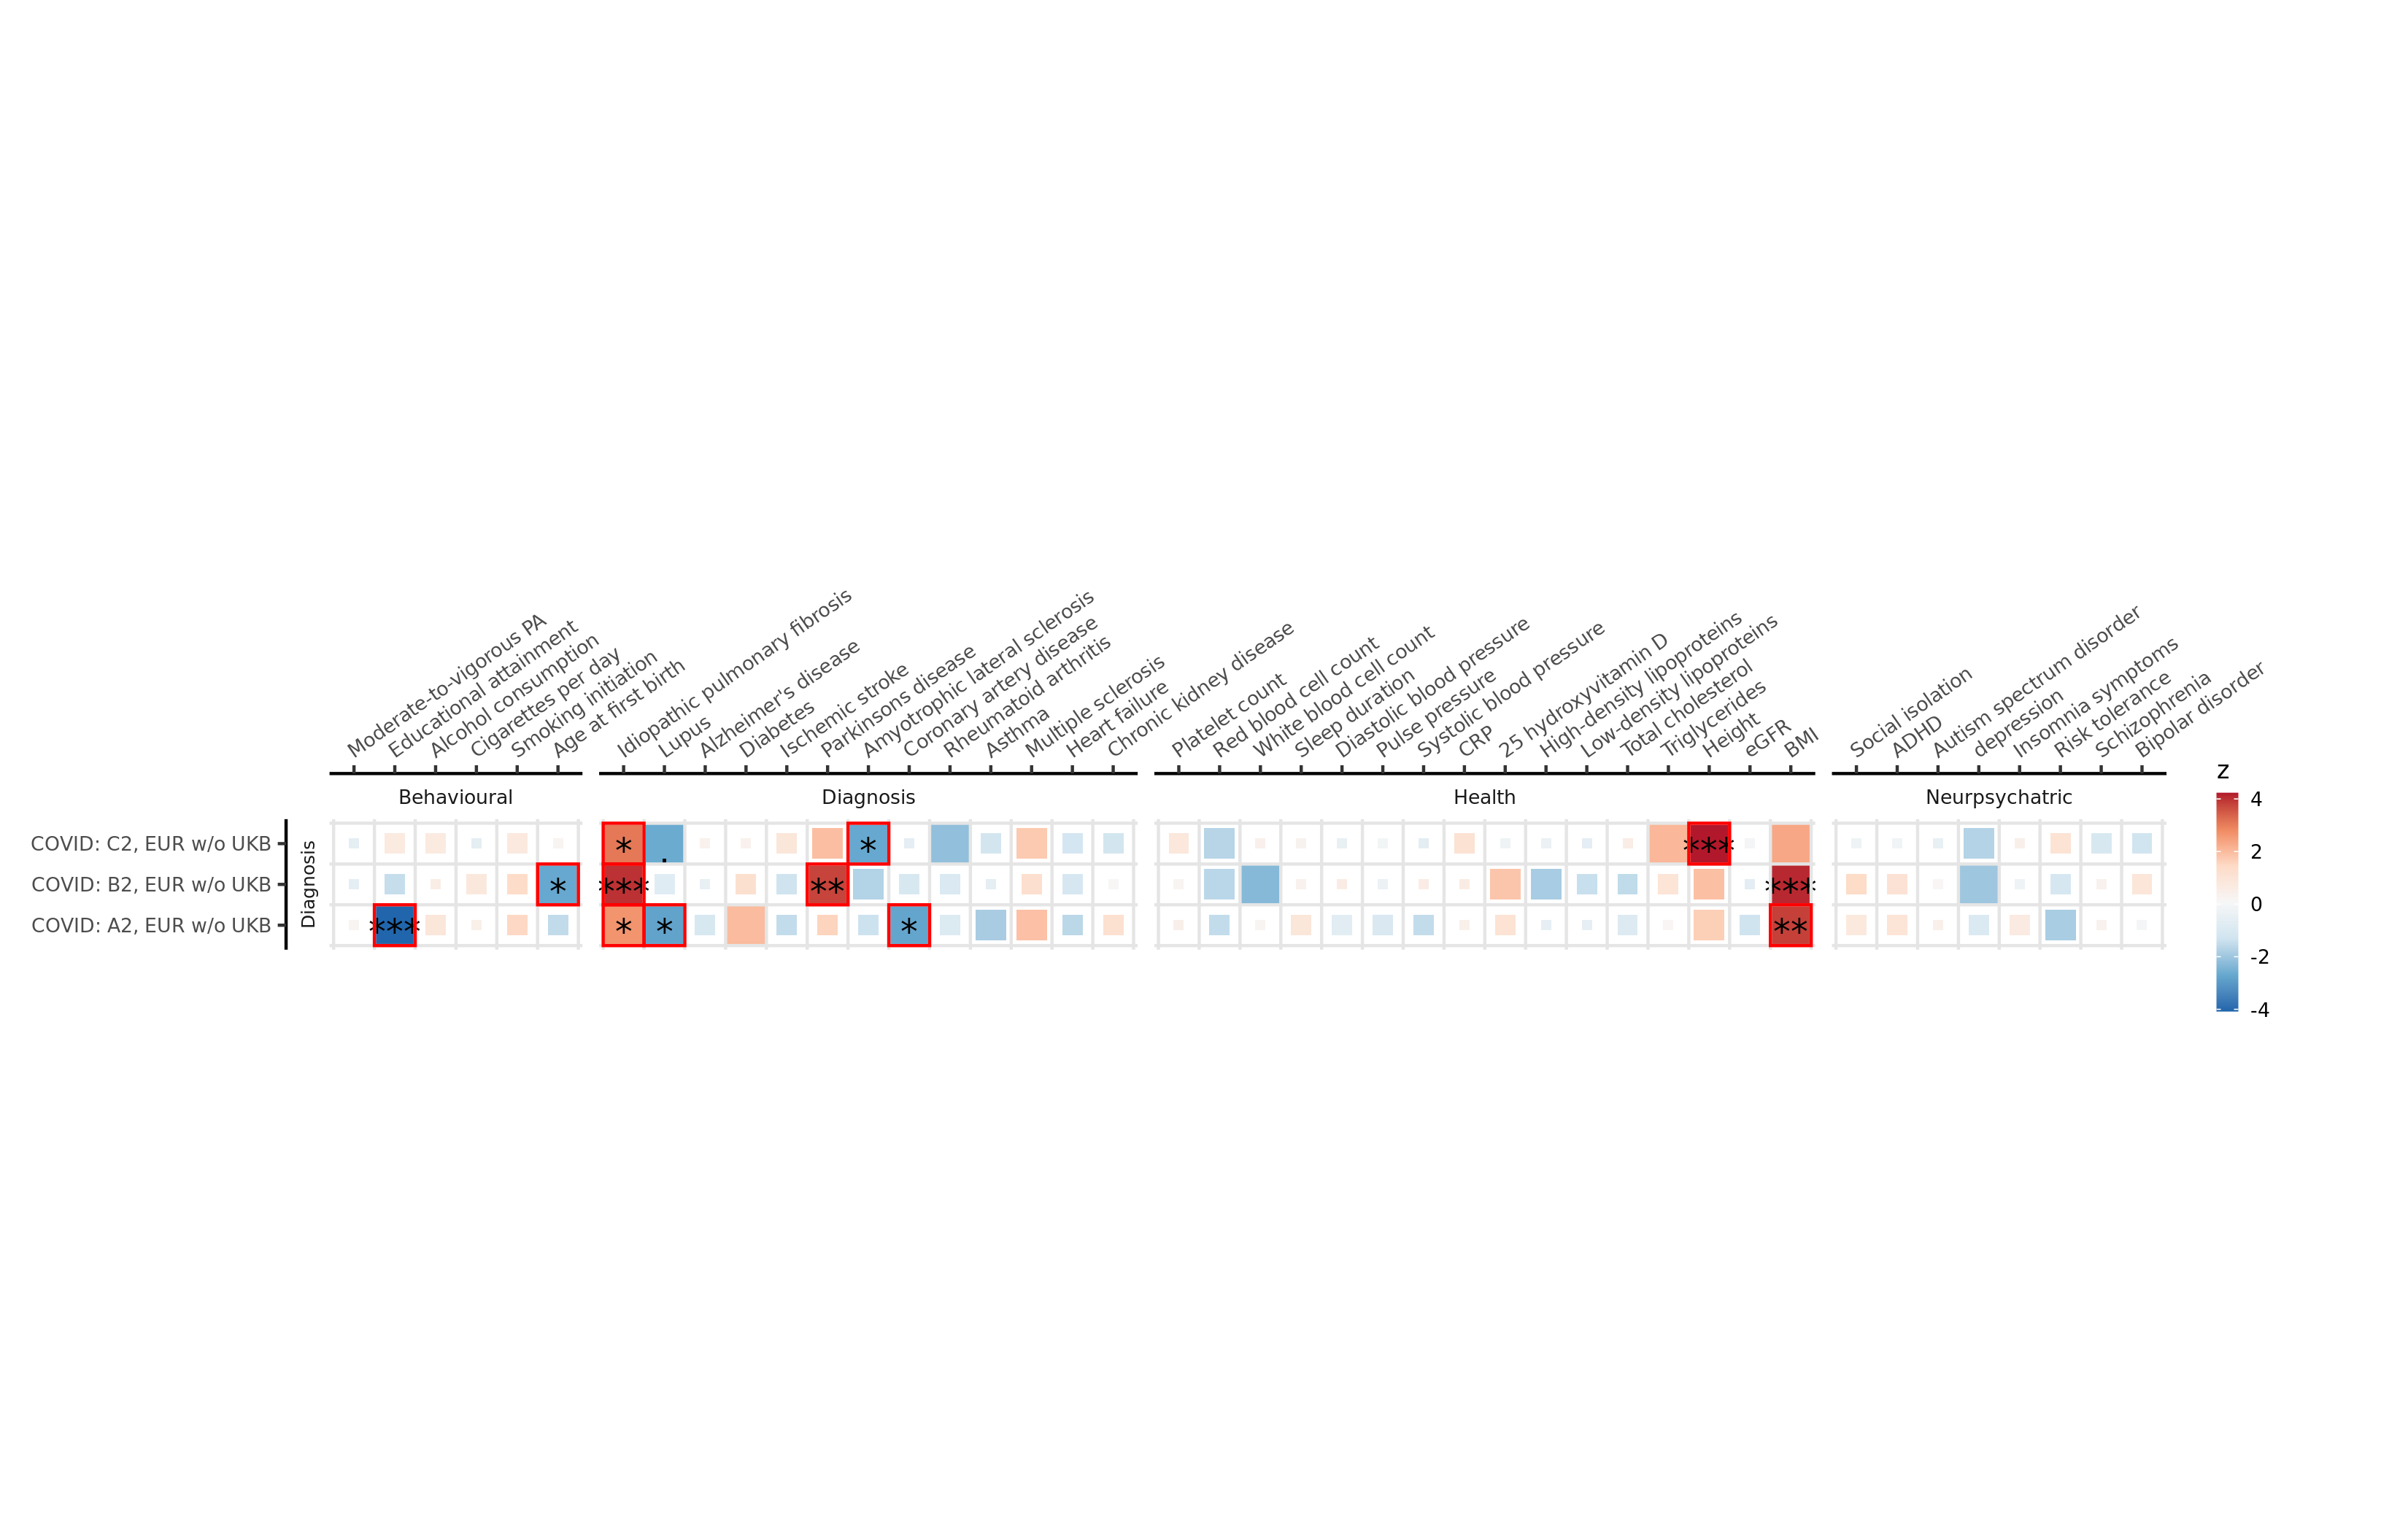 Moderate-to-vigorous PA
Educational attainment
Alcohol consumption
Cigarettes per day
Smoking initiation
Age at first birth
Idiopathic pulmonary fibrosis
Lupus
Alzheimer's disease
Diabetes
Ischemic stroke
Parkinsons disease
Amyotrophic lateral sclerosis
Coronary artery disease
Rheumatoid arthritis
Asthma
Multiple sclerosis
Heart failure
Chronic kidney disease
Platelet count
Red blood cell count
White blood cell count
Sleep duration
Diastolic blood pressure
Pulse pressure
Systolic blood pressure
CRP
25 hydroxyvitamin D
High-density lipoproteins
Low-density lipoproteins
Total cholesterol
Triglycerides
Height
eGFR
BMI
Social isolation
ADHD
Autism spectrum disorder
depression
Insomnia symptoms
Risk tolerance
Schizophrenia
Bipolar disorder
Behavioural
Diagnosis
Health
Neurpsychatric
COVID: C2, EUR w/o UKB
* . * ***
COVID: B2, EUR w/o UKB
* *** ** ***
COVID: A2, EUR w/o UKB
*** * * * **
Diagnosis
z
4
2
0
-2
-4